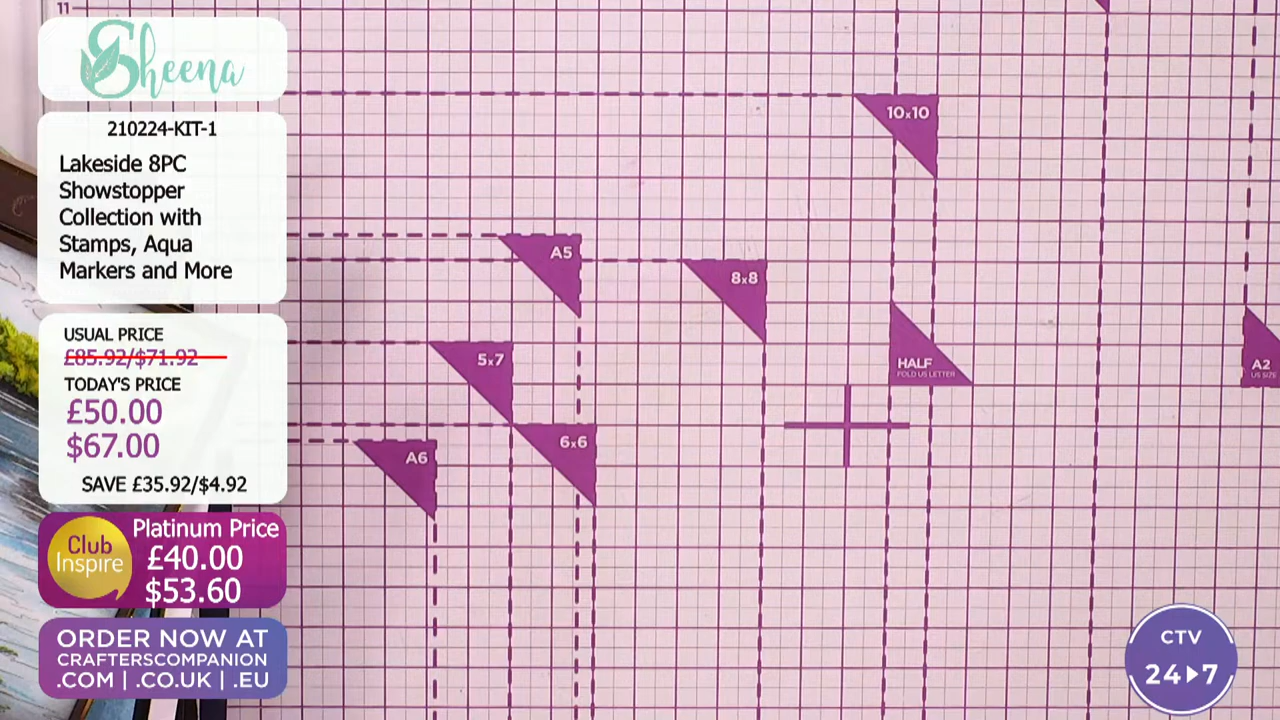 11
Sheena
210224-KIT-1
Lakeside 8PC
Showstopper
Collection with
Stamps, Aqua
Markers and More
USUAL PRICE
£85.92/$71.92
TODAY'S PRICE
£50.00
$67.00
SAVE £35.92/$4.92
Club
Inspire
Platinum Price
£40.00
$53.60
ORDER NOW AT
CRAFTERSCOMPANION
.COM | .CO.UK | .EU
10x10
A5
8x8
5x7
HALF
FOLD US LETTER
A2
US SIZE
6x6
A6
CTV
24▶7